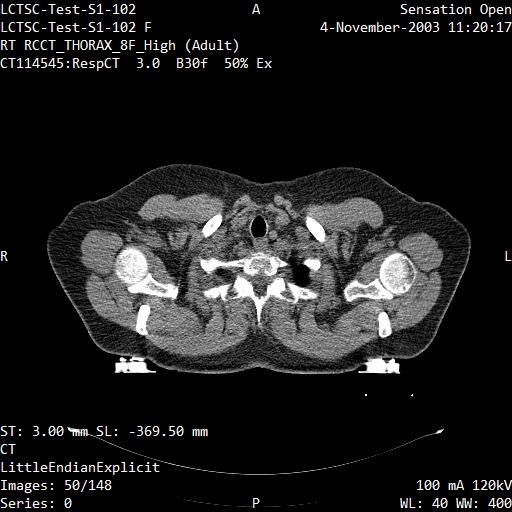 LCTSC-Test-S1-102
A
Sensation Open
LCTSC-Test-S1-102 F
4-November-2003 11:20:17
RT RCCT_THORAX_8F_High (Adult)
CT114545:RespCT  3.0  B30f  50% Ex
R
L
ST: 3.00 mm SL: -369.50 mm
CT
LittleEndianExplicit
Images: 50/148
100 mA 120kV
Series: 0
P
WL: 40 WW: 400